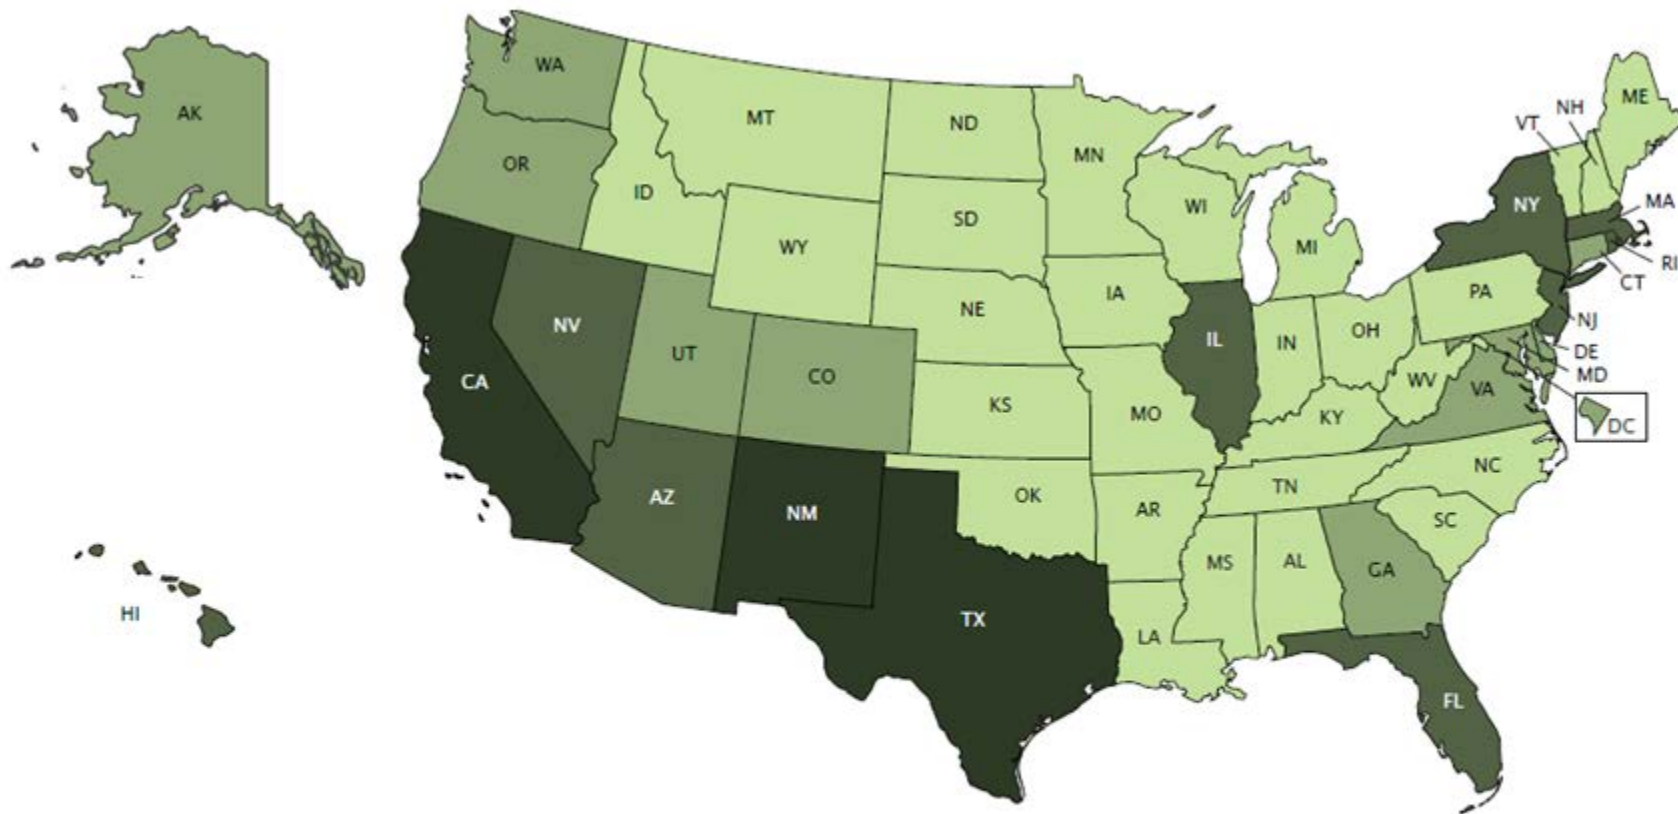 WA
AK
MT
ND
ME
NH
VT
MN
OR
ID
SD
WI
NY
MA
WY
MI
RI
CT
IA
PA
NE
NV
NJ
UT
IL
IN
OH
DE
CO
MD
CA
WV
VA
KS
MO
KY
DC
NC
TN
AZ
OK
NM
AR
SC
MS
AL
GA
HI
TX
LA
FL